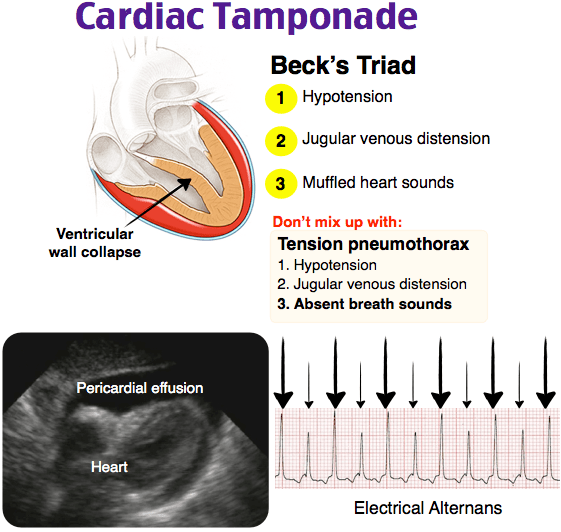 Cardiac Tamponade
Beck's Triad
1 Hypotension
2 Jugular venous distension
3 Muffled heart sounds
Ventricular
wall collapse
Don't mix up with:
Tension pneumothorax
1. Hypotension
2. Jugular venous distension
3. Absent breath sounds
Pericardial effusion
Heart
Electrical Alternans